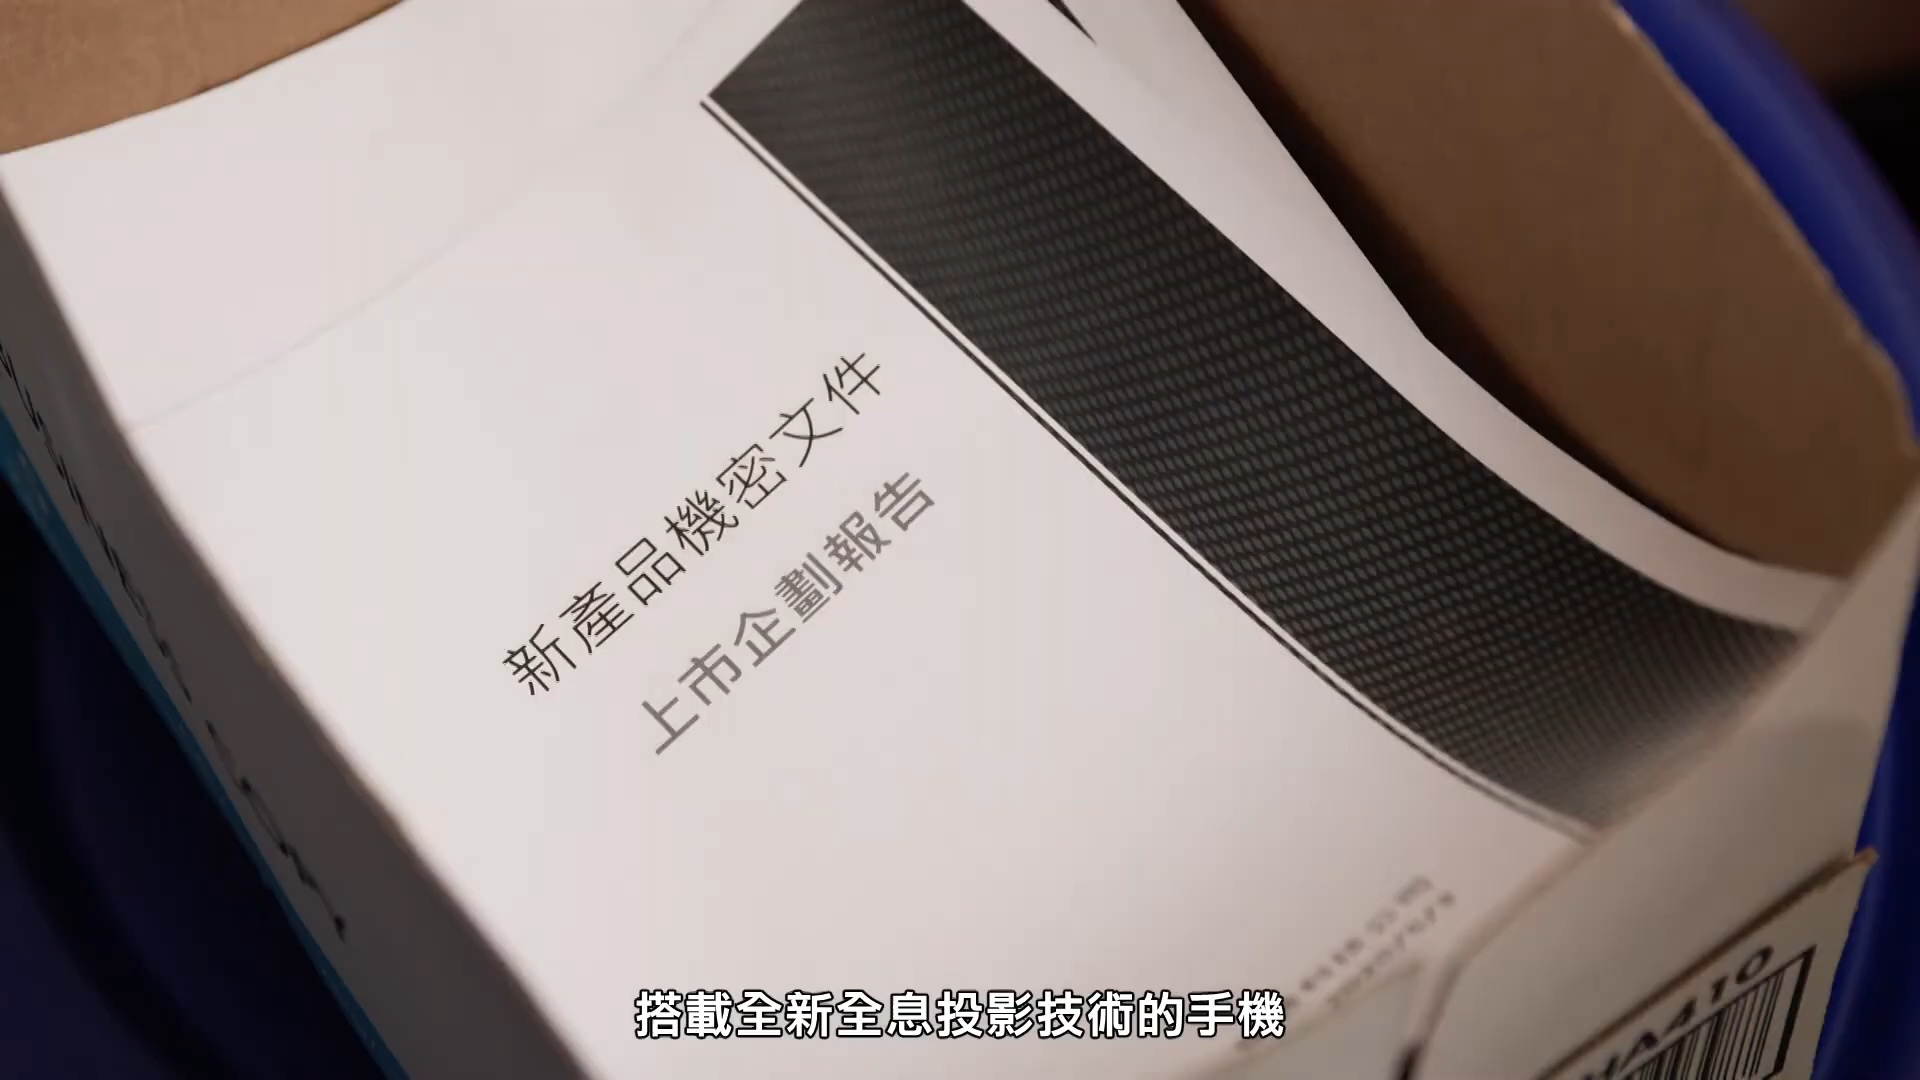 新產品機密文件
上市企劃報告
搭載全新全息投影技術的手機